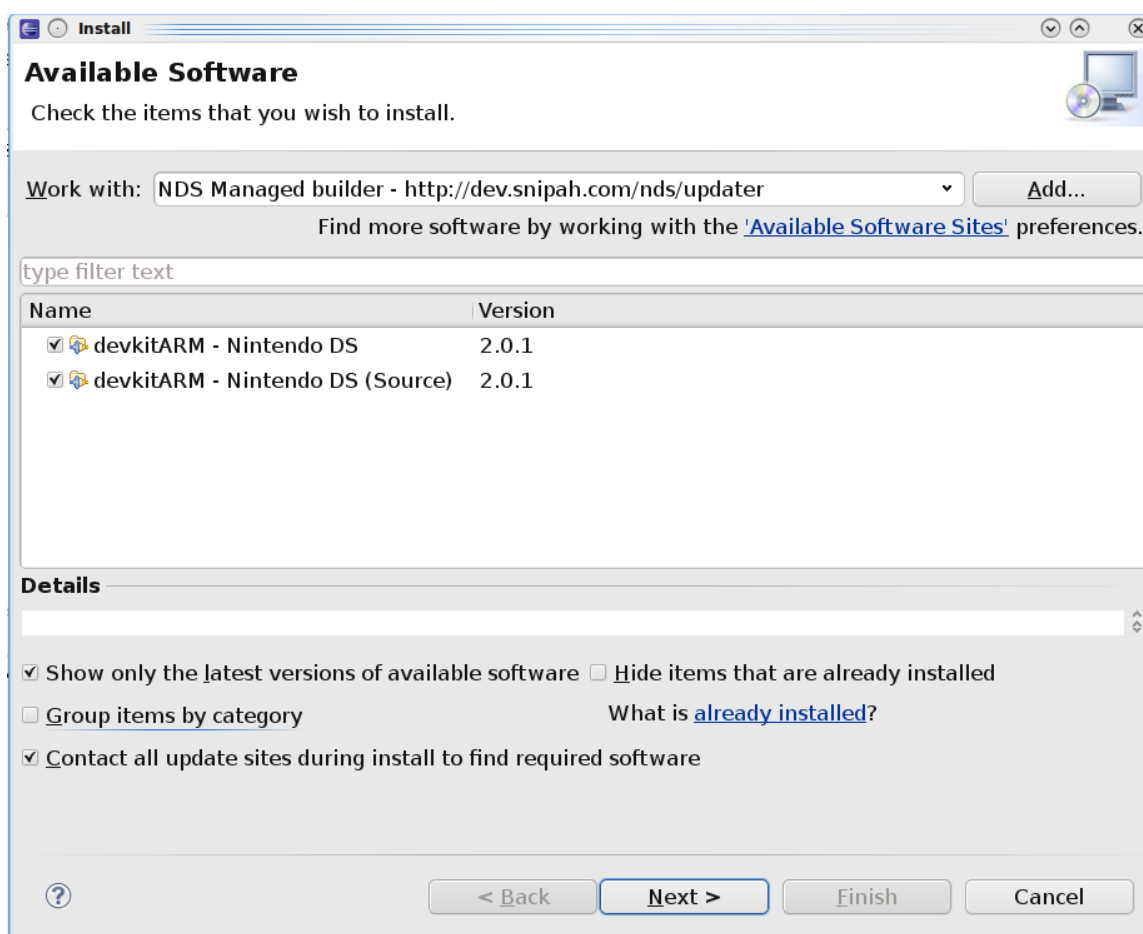 Install
Available Software
Check the items that you wish to install.
Work with: NDS Managed builder - http://dev.snipah.com/nds/updater Add...
Find more software by working with the 'Available Software Sites' preferences.
type filter text
Name Version
devkitARM - Nintendo DS 2.0.1
devkitARM - Nintendo DS (Source) 2.0.1
Details
Show only the latest versions of available software Hide items that are already installed
Group items by category What is already installed?
Contact all update sites during install to find required software
? < Back Next > Finish Cancel